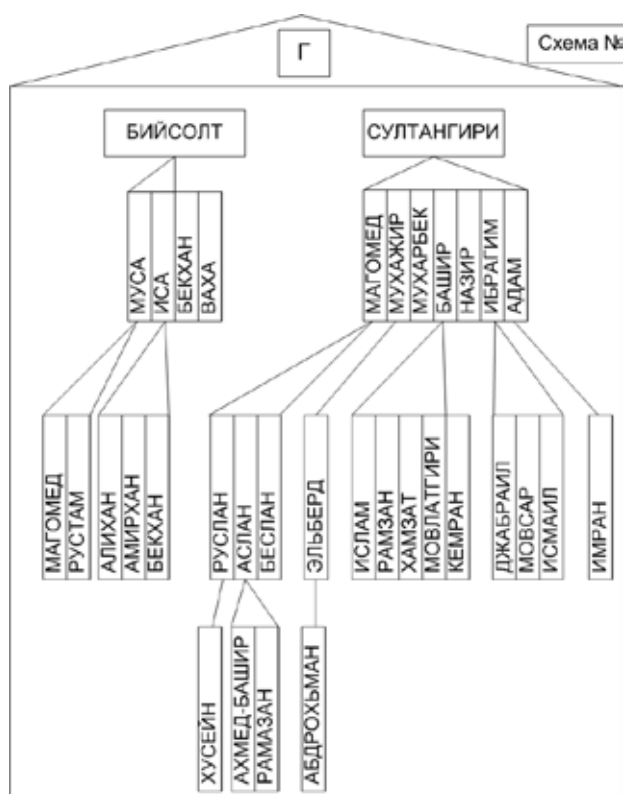 Г
Схема №
БИЙСОЛТ
СУЛТАНГИРИ
МУСА
ИСА
БЕКХАН
ВАХА
МАГОМЕД
МУХАЖИР
МУХАРБЕК
БАШИР
НАЗИР
ИБРАГИМ
АДАМ
МАГОМЕД
РУСТАМ
АЛИХАН
АМИРХАН
БЕКХАН
РУСЛАН
АСЛАН
БЕСЛАН
ЭЛЬБЕРД
ИСЛАМ
РАМЗАН
ХАМЗАТ
МОВЛАТГИРИ
КЕМРАН
ДЖАБРАИЛ
МОВСАР
ИСМАИЛ
ИМРАН
ХУСЕЙН
АХМЕД-БАШИР
РАМАЗАН
АБДРОХЬМАН